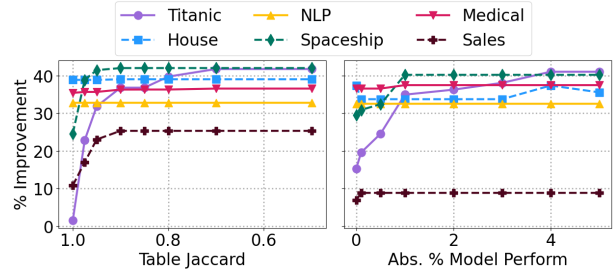 Titanic NLP Medical
House Spaceship Sales
% Improvement
40
30
20
10
0
1.0 0.8 0.6
Table Jaccard
0 2 4
Abs. % Model Perform